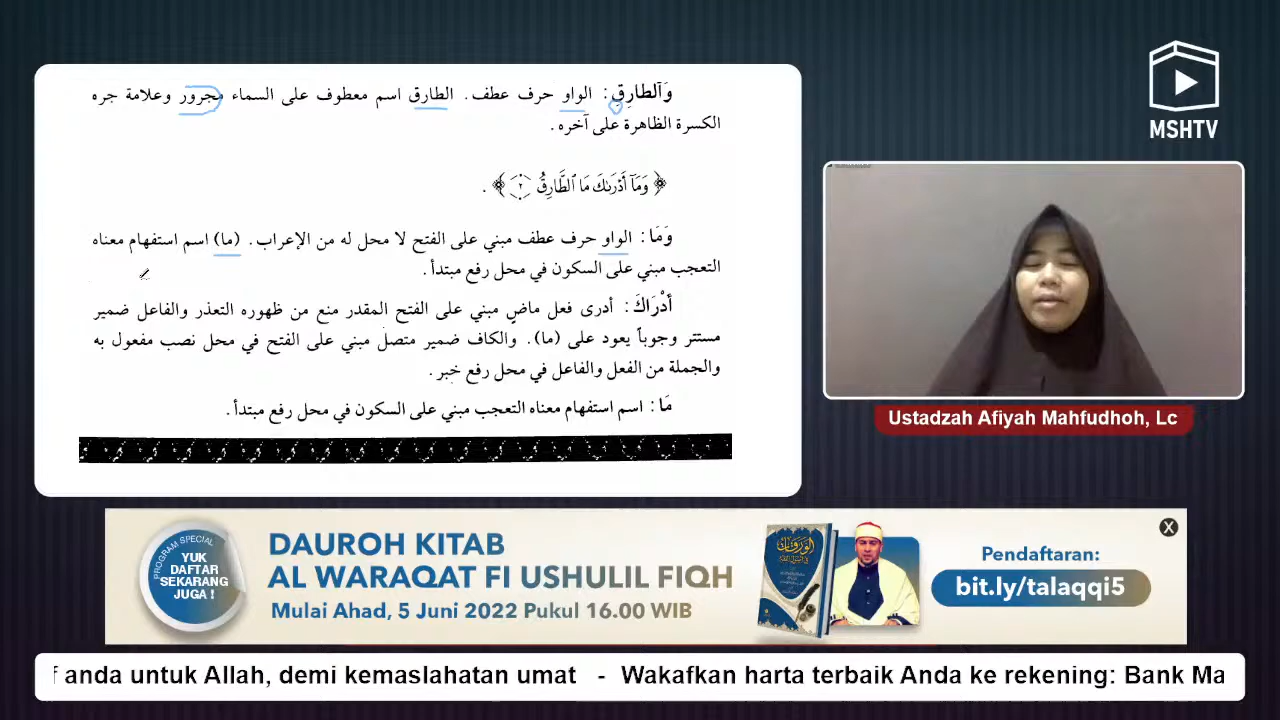 وَٱلطارِقِ: الواو حرف عطف. الطارق اسم معطوف على السماء مجرور وعلامة جره
الكسرة الظاهرة على آخره.
﴿وَمَآ أَدْرَىٰكَ مَا ٱلطَّارِقُ ٢﴾.
وَمَا: الواو حرف عطف مبني على الفتح لا محل له من الإعراب. (ما) اسم استفهام معناه
التعجب مبني على السكون في محل رفع مبتدأ.
أدْرَاكَ: أدرى فعل ماضٍ مبني على الفتح المقدر منع من ظهوره التعذر والفاعل ضمير
مستتر وجوباً يعود على (ما). والكاف ضمير متصل مبني على الفتح في محل نصب مفعول به
والجملة من الفعل والفاعل في محل رفع خبر.
مَا: اسم استفهام معناه التعجب مبني على السكون في محل رفع مبتدأ.
MSHTV
Ustadzah Afiyah Mahfudhoh, Lc
PROGRAM SPECIAL
YUK
DAFTAR
SEKARANG
JUGA !
DAUROH KITAB
AL WARAQAT FI USHULIL FIQH
Mulai Ahad, 5 Juni 2022 Pukul 16.00 WIB
الورقات
Pendaftaran:
bit.ly/talaqqi5
X
anda untuk Allah, demi kemaslahatan umat - Wakafkan harta terbaik Anda ke rekening: Bank Ma